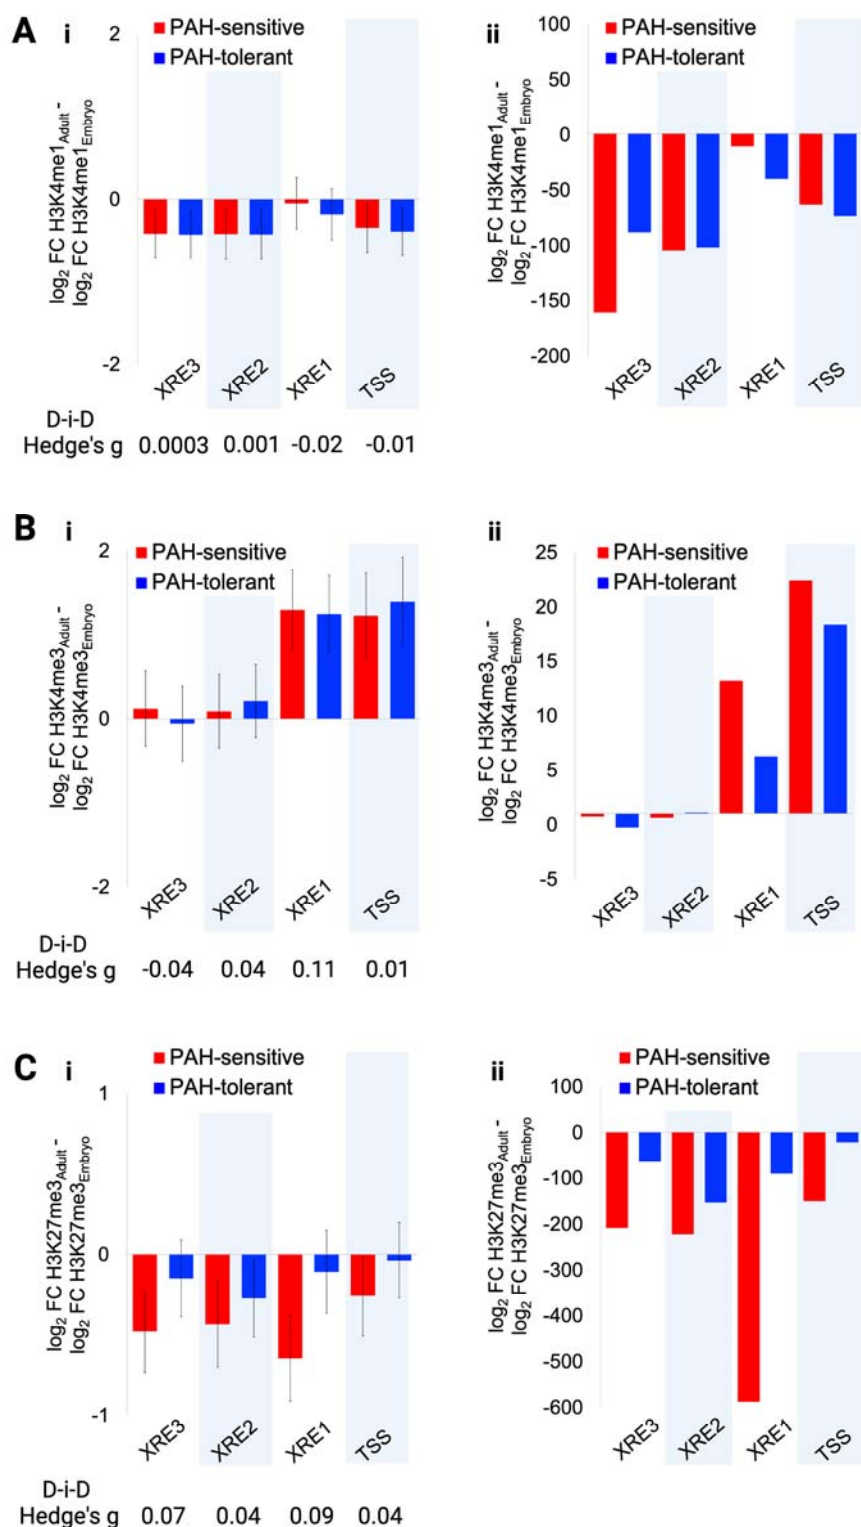 A
i
PAH-sensitive
PAH-tolerant
2
0
-2
log2 FC H3K4me1Adult -
log2 FC H3K4me1Embryo
XRE3 XRE2 XRE1 TSS
D-i-D
Hedge's g 0.0003 0.001 -0.02 -0.01
ii
PAH-sensitive
PAH-tolerant
100
50
0
-50
-100
-150
-200
log2 FC H3K4me1Adult -
log2 FC H3K4me1Embryo
XRE3 XRE2 XRE1 TSS
B
i
PAH-sensitive
PAH-tolerant
2
0
-2
log2 FC H3K4me3Adult -
log2 FC H3K4me3Embryo
XRE3 XRE2 XRE1 TSS
D-i-D
Hedge's g -0.04 0.04 0.11 0.01
ii
PAH-sensitive
PAH-tolerant
25
20
15
10
5
0
-5
log2 FC H3K4me3Adult -
log2 FC H3K4me3Embryo
XRE3 XRE2 XRE1 TSS
C
i
PAH-sensitive
PAH-tolerant
1
0
-1
log2 FC H3K27me3Adult -
log2 FC H3K27me3Embryo
XRE3 XRE2 XRE1 TSS
D-i-D
Hedge's g 0.07 0.04 0.09 0.04
ii
PAH-sensitive
PAH-tolerant
100
0
-100
-200
-300
-400
-500
-600
log2 FC H3K27me3Adult -
log2 FC H3K27me3Embryo
XRE3 XRE2 XRE1 TSS